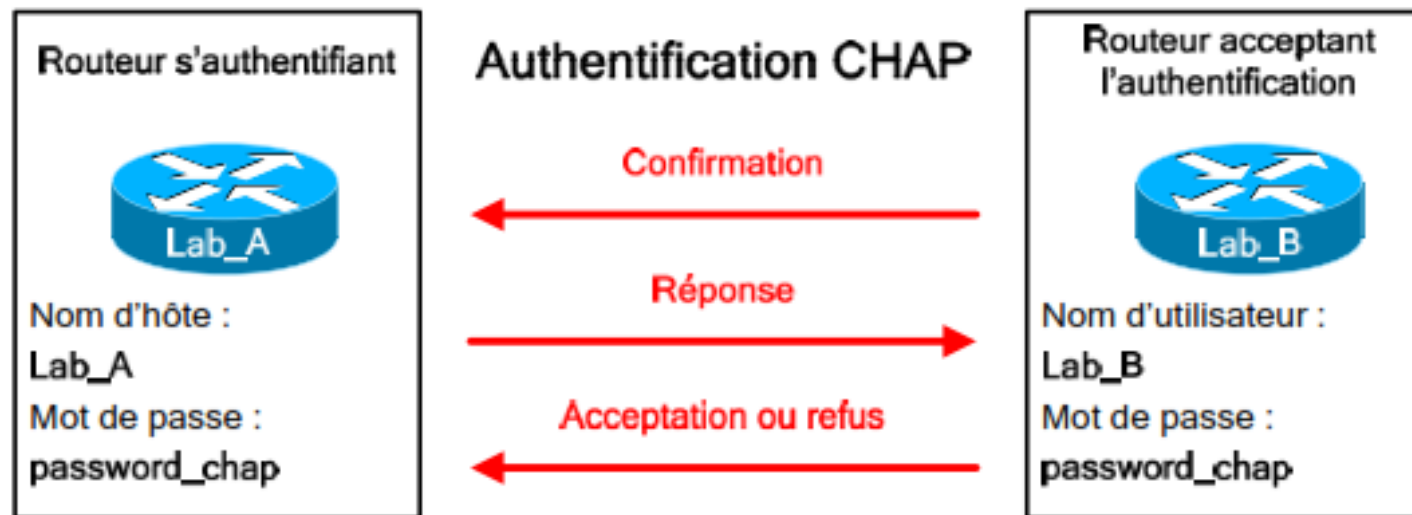 Routeur s'authentifiant
Lab_A
Nom d'hôte :
Lab_A
Mot de passe :
password_chap
Authentification CHAP
Confirmation
Réponse
Acceptation ou refus
Routeur acceptant
l'authentification
Lab_B
Nom d'utilisateur :
Lab_B
Mot de passe :
password_chap